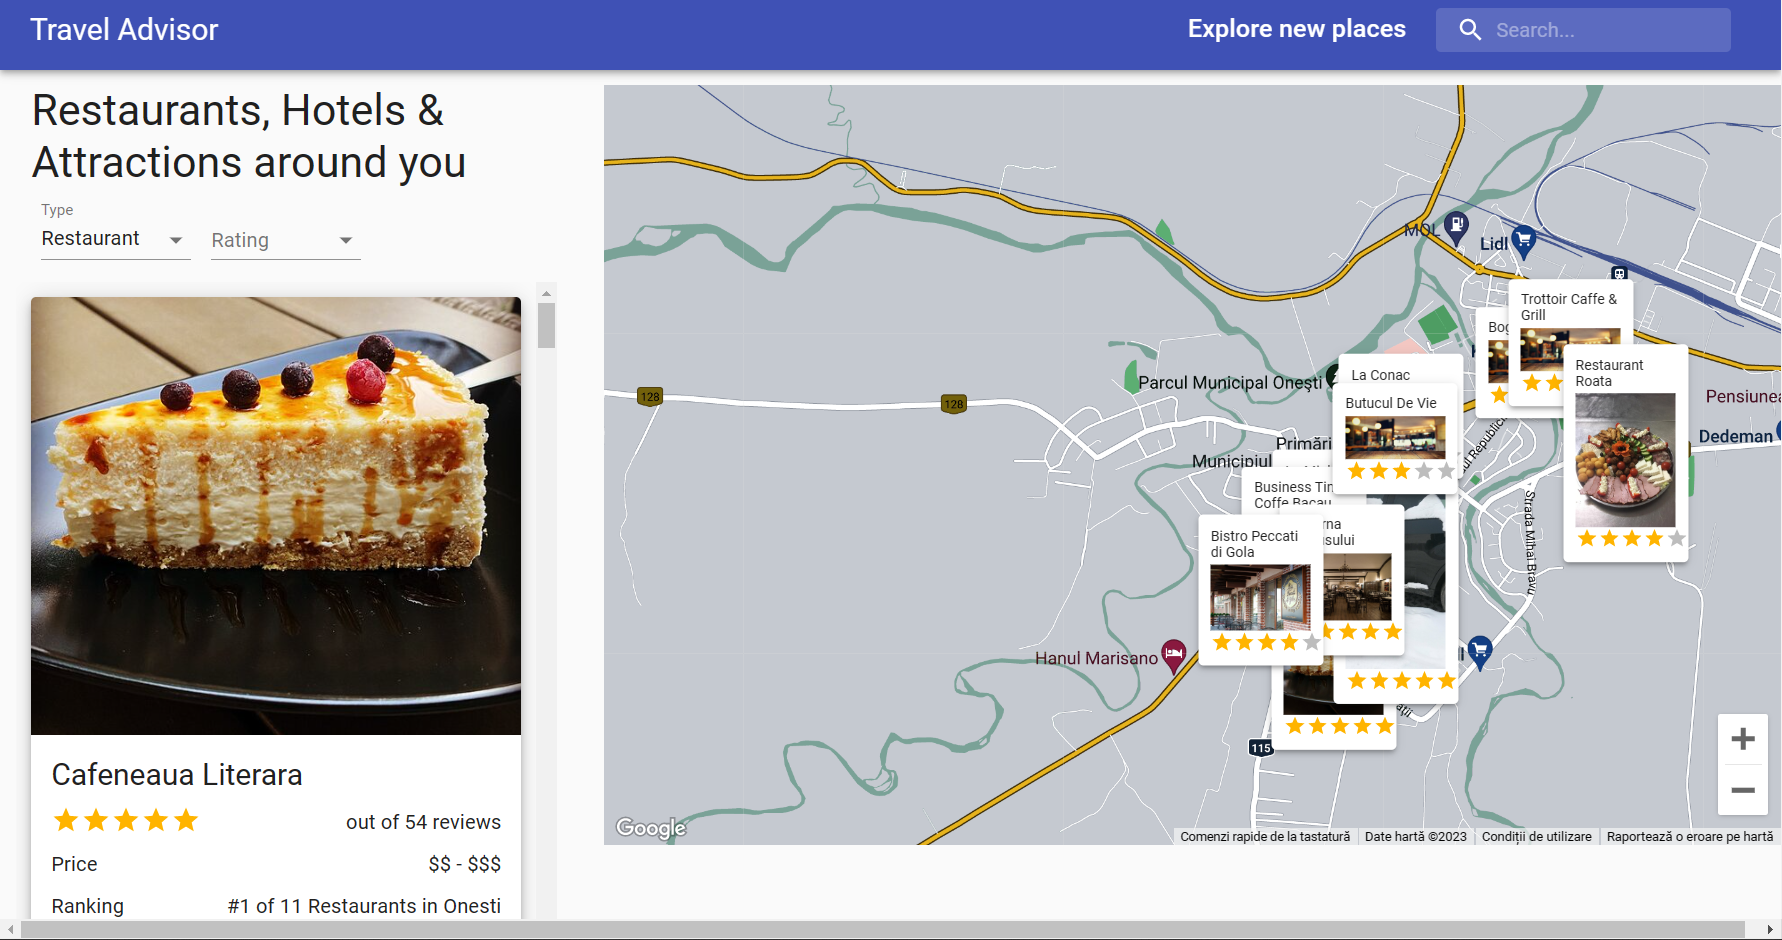 Travel Advisor
Explore new places
Search...
Restaurants, Hotels &
Attractions around you
Type
Restaurant
Rating
Cafeneaua Literara
out of 54 reviews
Price
$$ - $$$
Ranking
#1 of 11 Restaurants in Onesti
MOL
Lidl
Trottoir Caffe &
Grill
Restaurant
Roata
La Conac
Parcul Municipal Onești
Butucul De Vie
128
128
Pensiunea
Dedeman
Primări
Municipiul
Business Tin
Coffe Bacau
Strada Mihai Bravu
Bistro Peccati
di Gola
Hanul Marisano
115
Google
Comenzi rapide de la tastatură
Date hartă ©2023
Condiții de utilizare
Raportează o eroare pe hartă